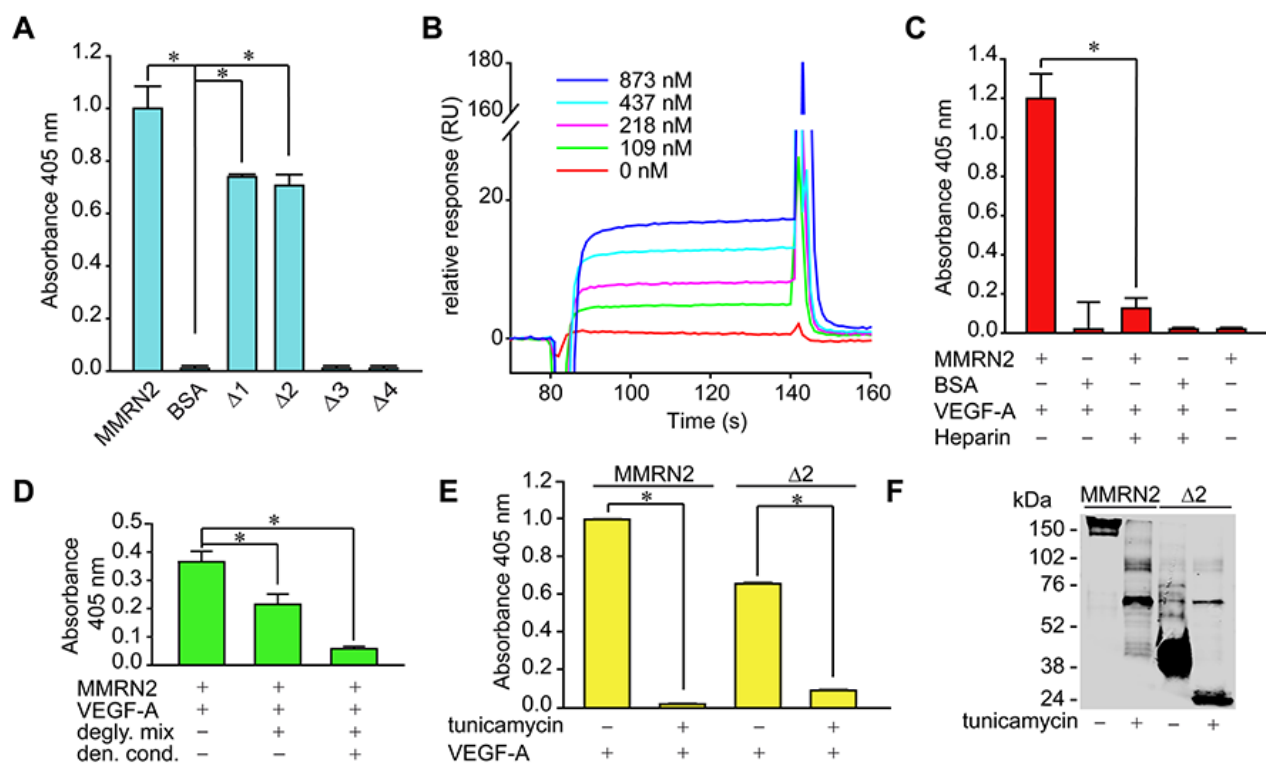 A
Absorbance 405 nm
1.2
1.0
0.8
0.6
0.4
0.2
0.0
* *
*
MMRN2 BSA Δ1 Δ2 Δ3 Δ4
B
relative response (RU)
180
160
20
0
873 nM
437 nM
218 nM
109 nM
0 nM
80 100 120 140 160
Time (s)
C
Absorbance 405 nm
1.4
1.2
1.0
0.8
0.6
0.4
0.2
0.0
*
MMRN2 + − + − +
BSA − + − + −
VEGF-A + + + + −
Heparin − − + + −
D
Absorbance
405 nm
0.5
0.4
0.3
0.2
0.1
0.0
*
*
MMRN2 + + +
VEGF-A + + +
degly. mix − + +
den. cond. − − +
E
Absorbance 405 nm
1.2
1.0
0.8
0.6
0.4
0.2
0.0
MMRN2 Δ2
* *
tunicamycin − + − +
VEGF-A + + + +
F
kDa MMRN2 Δ2
150 -
102 -
76 -
52 -
38 -
24 -
tunicamycin − + − +